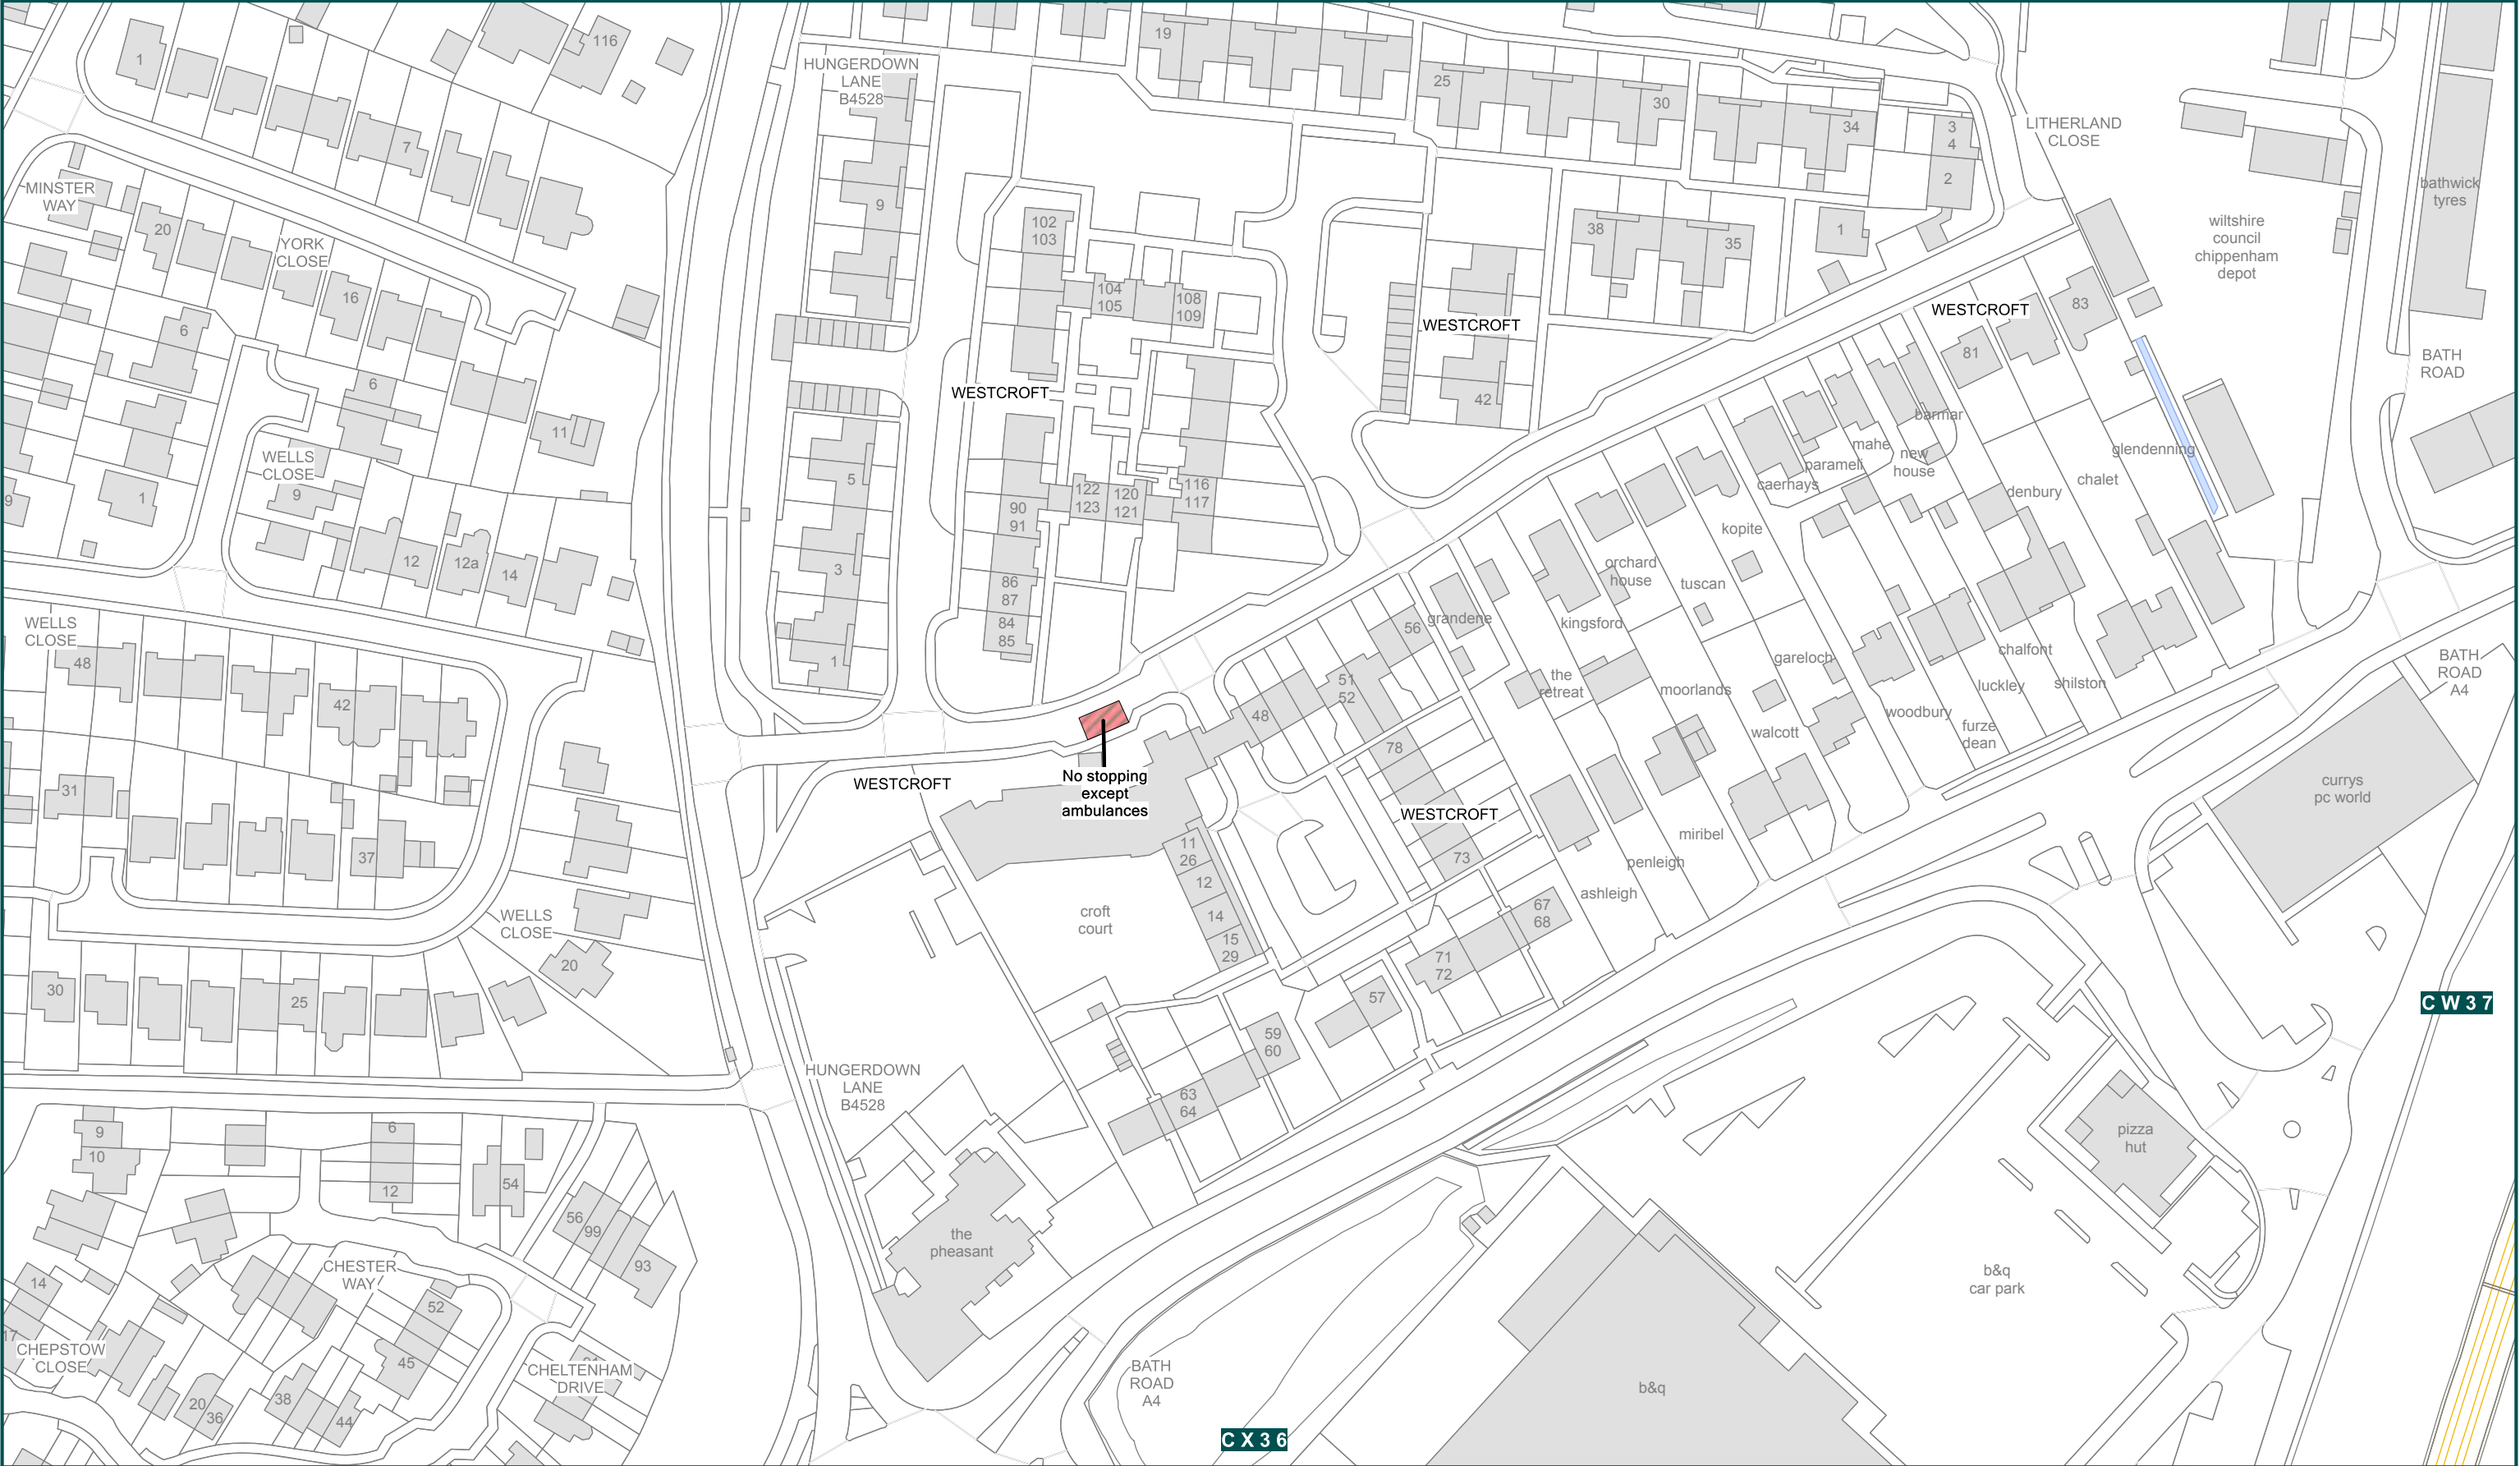 116
19
1
HUNGERDOWN
LANE
B4528
25
30
34
3
4
LITHERLAND
CLOSE
7
2
bathwick
tyres
MINSTER
WAY
9
20
102
103
38
35
1
wiltshire
council
chippenham
depot
YORK
CLOSE
16
104
105
108
109
WESTCROFT
83
6
WESTCROFT
81
BATH
ROAD
6
WESTCROFT
42
barmar
11
mahe
glendenning
WELLS
CLOSE
new
house
parameli
caerhays
chalet
5
9
1
9
122
123
120
121
116
117
denbury
90
91
kopite
12
12a
14
3
orchard
house
tuscan
86
87
84
85
grandene
kingsford
56
WELLS
CLOSE
48
1
gareloch
chalfont
BATH
ROAD
A4
the
retreat
51
52
moorlands
luckley
shilston
42
48
woodbury
walcott
furze
dean
78
No stopping
except
ambulances
WESTCROFT
31
currys
pc world
WESTCROFT
miribel
37
11
26
73
penleigh
12
ashleigh
croft
court
14
67
68
WELLS
CLOSE
15
29
20
71
72
30
25
57
CW37
59
60
HUNGERDOWN
LANE
B4528
63
64
9
10
6
pizza
hut
12
54
56
99
the
pheasant
93
CHESTER
WAY
b&q
car park
14
52
17
CHEPSTOW
CLOSE
45
CHELTENHAM
DRIVE
BATH
ROAD
A4
b&q
20
36
38
44
CX36